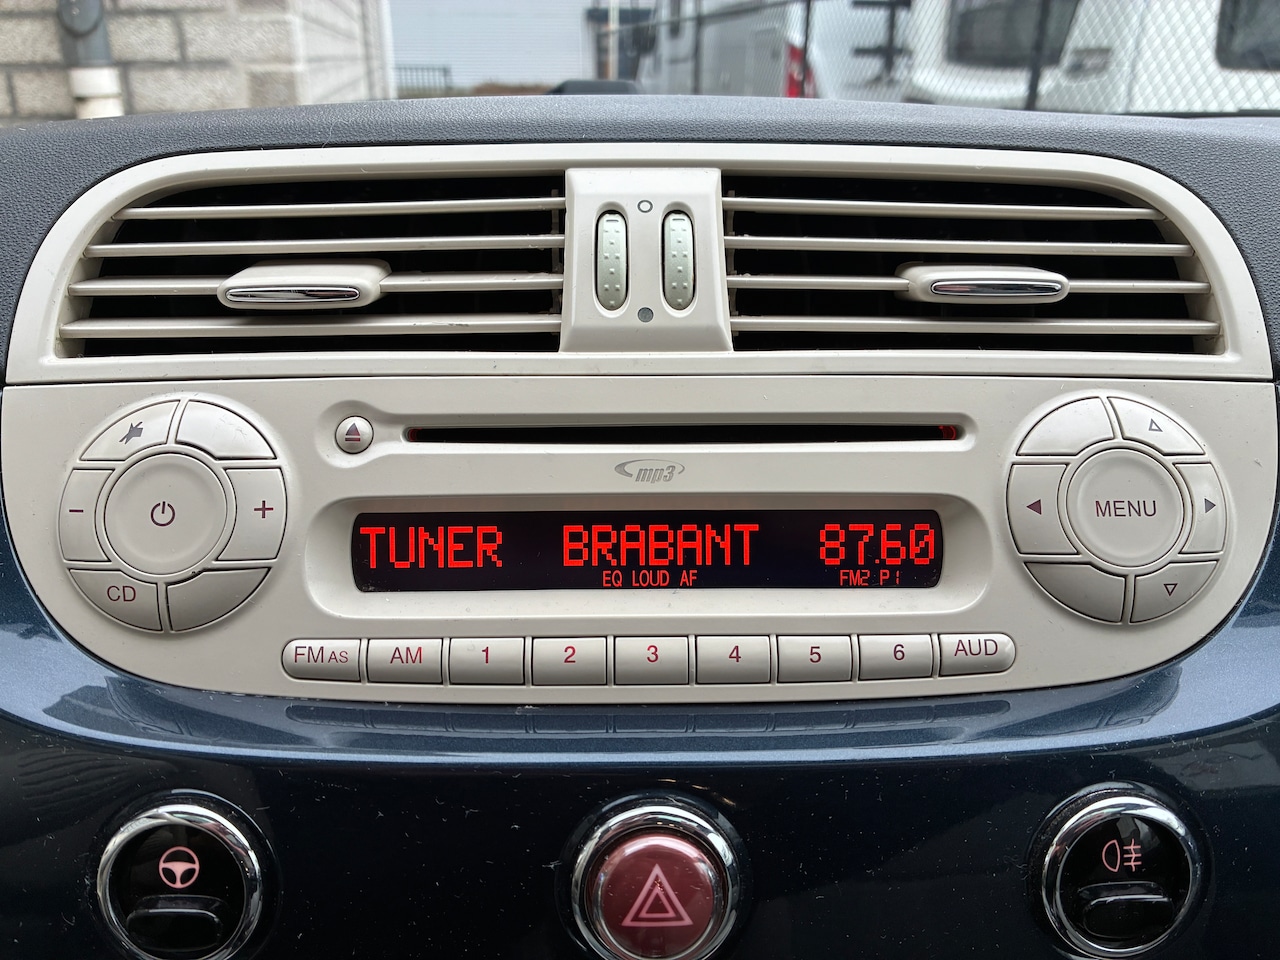 mp3
TUNER BRABANT 87.60
EQ LOUD AF FM2 P1
MENU
CD
FM AS AM 1 2 3 4 5 6 AUD